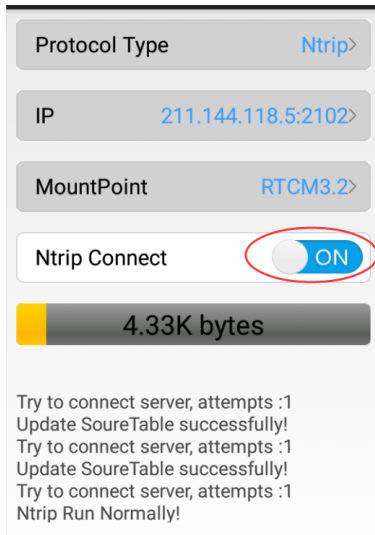 Protocol Type Ntrip>
IP 211.144.118.5:2102>
MountPoint RTCM3.2>
Ntrip Connect ON
4.33K bytes
Try to connect server, attempts :1
Update SoureTable successfully!
Try to connect server, attempts :1
Update SoureTable successfully!
Try to connect server, attempts :1
Ntrip Run Normally!